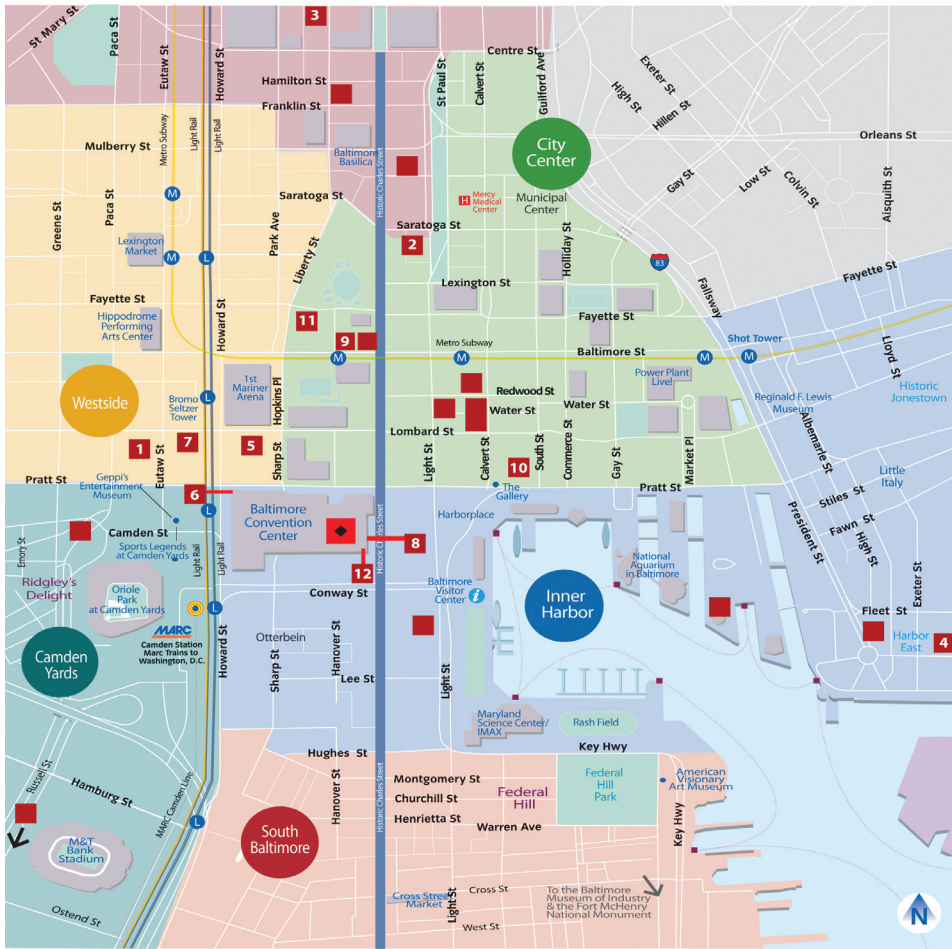 3
St Mary St
Paca St
Eutaw St
Howard St
Centre St
St Paul St
Calvert St
Guilford Ave
Exeter St
High St
Hillen St
Hamilton St
Franklin St
Mulberry St
Metro Subway
Light Rail
Light Rail
Historic Charles Street
Baltimore
Basilica
City
Center
Orleans St
Gay St
Low St
Colvin St
Aisquith St
Saratoga St
H
Mercy
Medical
Center
Municipal
Center
Greene St
Paca St
M
Park Ave
Liberty St
Saratoga St
2
Holliday St
Lexington
Market
M
L
83
Fallsway
Fayette St
Lexington St
Fayette St
Howard St
Hippodrome
Performing
Arts Center
11
9
Fayette St
Metro Subway
Baltimore St
Shot Tower
M
M
M
M
Lloyd St
Historic
Jonestown
1st
Mariner
Arena
Hopkins Pl
Redwood St
Power Plant
Live!
Reginald F. Lewis
Museum
Westside
Bromo
Seltzer
Tower
L
Water St
Water St
Albemarle St
Lombard St
1
7
5
Eutaw St
Sharp St
Light St
Calvert St
South St
Commerce St
Gay St
Market Pl
10
Little
Italy
Pratt St
Geppi's
Entertainment
Museum
6
The
Gallery
Pratt St
Stiles St
L
Baltimore
Convention
Center
Harborplace
President St
Fawn St
High St
Emory St
Camden St
Sports Legends
at Camden Yards
Light Rail
Light Rail
8
Historic Charles Street
12
National
Aquarium
in Baltimore
Exeter St
Ridgley's
Delight
Oriole
Park
at Camden Yards
Conway St
Baltimore
Visitor
Center
i
Inner
Harbor
Fleet St
L
MARC
Camden Station
Marc Trains to
Washington, D.C.
Howard St
Otterbein
Sharp St
Hanover St
Harbor
East
4
Camden
Yards
Lee St
Light St
Maryland
Science Center/
IMAX
Rash Field
Hughes St
Key Hwy
Russell St
Hamburg St
MARC Camden Line
Hanover St
Historic Charles Street
Montgomery St
Churchill St
Henrietta St
Federal
Hill
Warren Ave
Federal
Hill
Park
American
Visionary
Art Museum
Key Hwy
L
M&T
Bank
Stadium
South
Baltimore
Ostend St
Cross Street
Market
Light St
Cross St
West St
To the Baltimore
Museum of Industry
& the Fort McHenry
National Monument
N